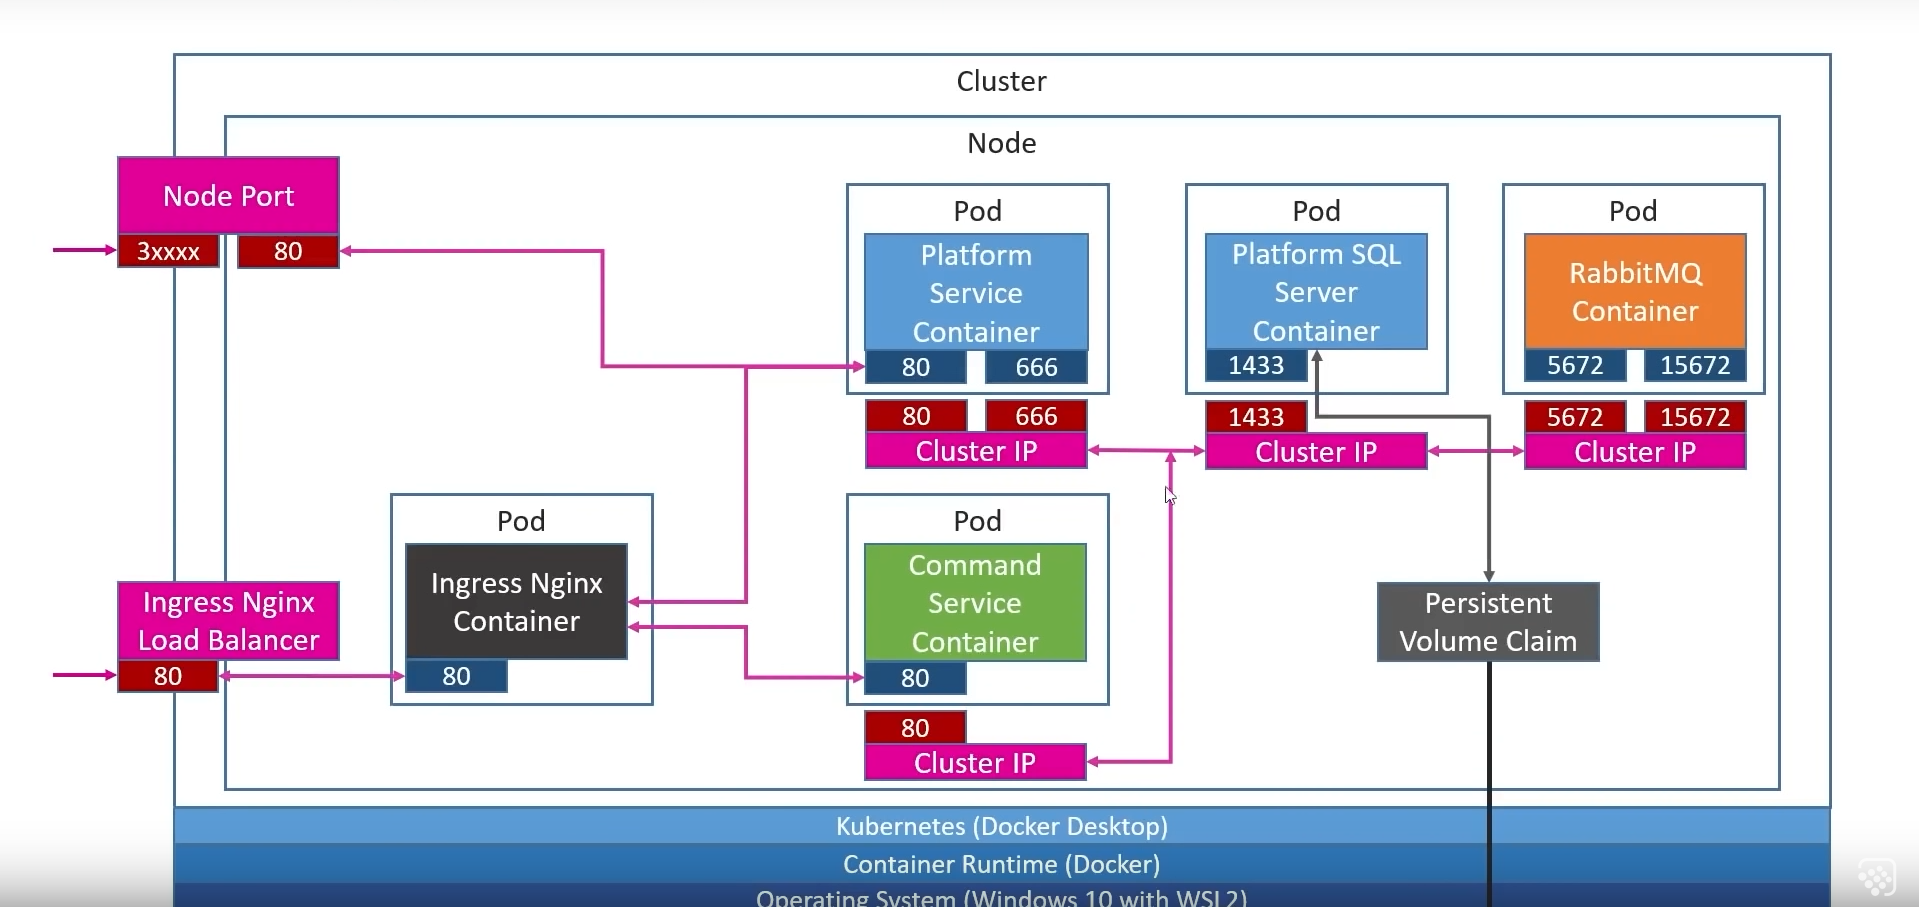 Cluster
Node
Node Port
3xxxx
80
Pod
Platform
Service
Container
80
666
80
666
Cluster IP
Pod
Platform SQL
Server
Container
1433
1433
Cluster IP
Pod
RabbitMQ
Container
5672
15672
5672
15672
Cluster IP
Ingress Nginx
Load Balancer
80
Pod
Ingress Nginx
Container
80
Pod
Command
Service
Container
80
80
Cluster IP
Persistent
Volume Claim
Kubernetes (Docker Desktop)
Container Runtime (Docker)
Operating System (Windows 10 with WSL2)